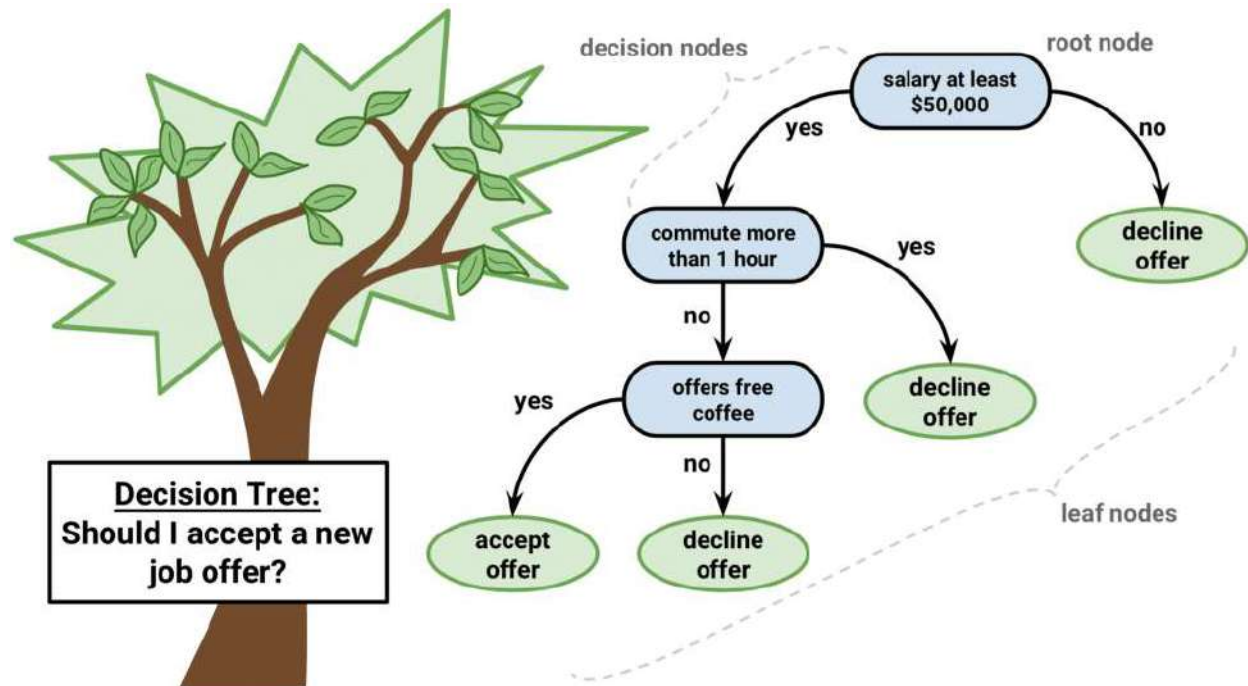 decision nodes
root node
salary at least
$50,000
yes
no
commute more
than 1 hour
yes
decline
offer
no
offers free
coffee
decline
offer
yes
no
accept
offer
decline
offer
leaf nodes
Decision Tree:
Should I accept a new
job offer?